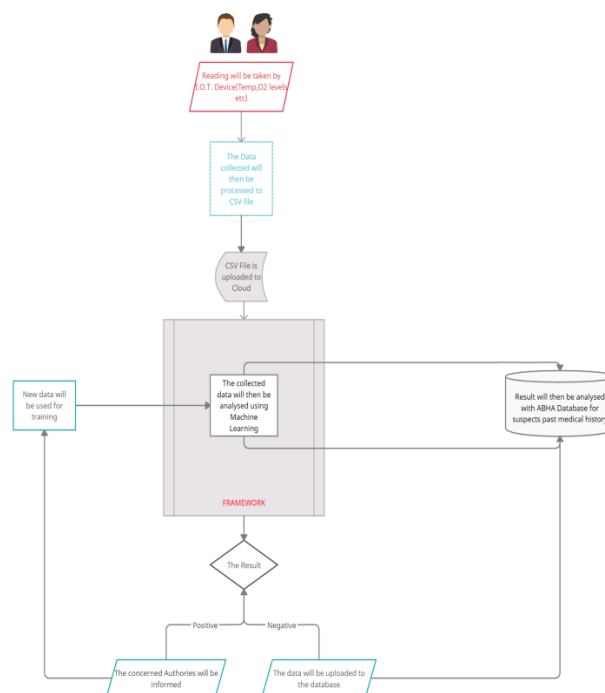 Reading will be taken by
I.O.T. Device(Temp,O2 levels
etc)
The Data
collected will
then be
processed to
CSV file
CSV File is
uploaded to
Cloud
New data will
be used for
training
The collected
data will then be
analysed using
Machine
Learning
Result will then be analysed
with ABHA Database for
suspects past medical history
FRAMEWORK
The Result
Positive
Negative
The concerned Authories will be
informed
The data will be uploaded to
the database